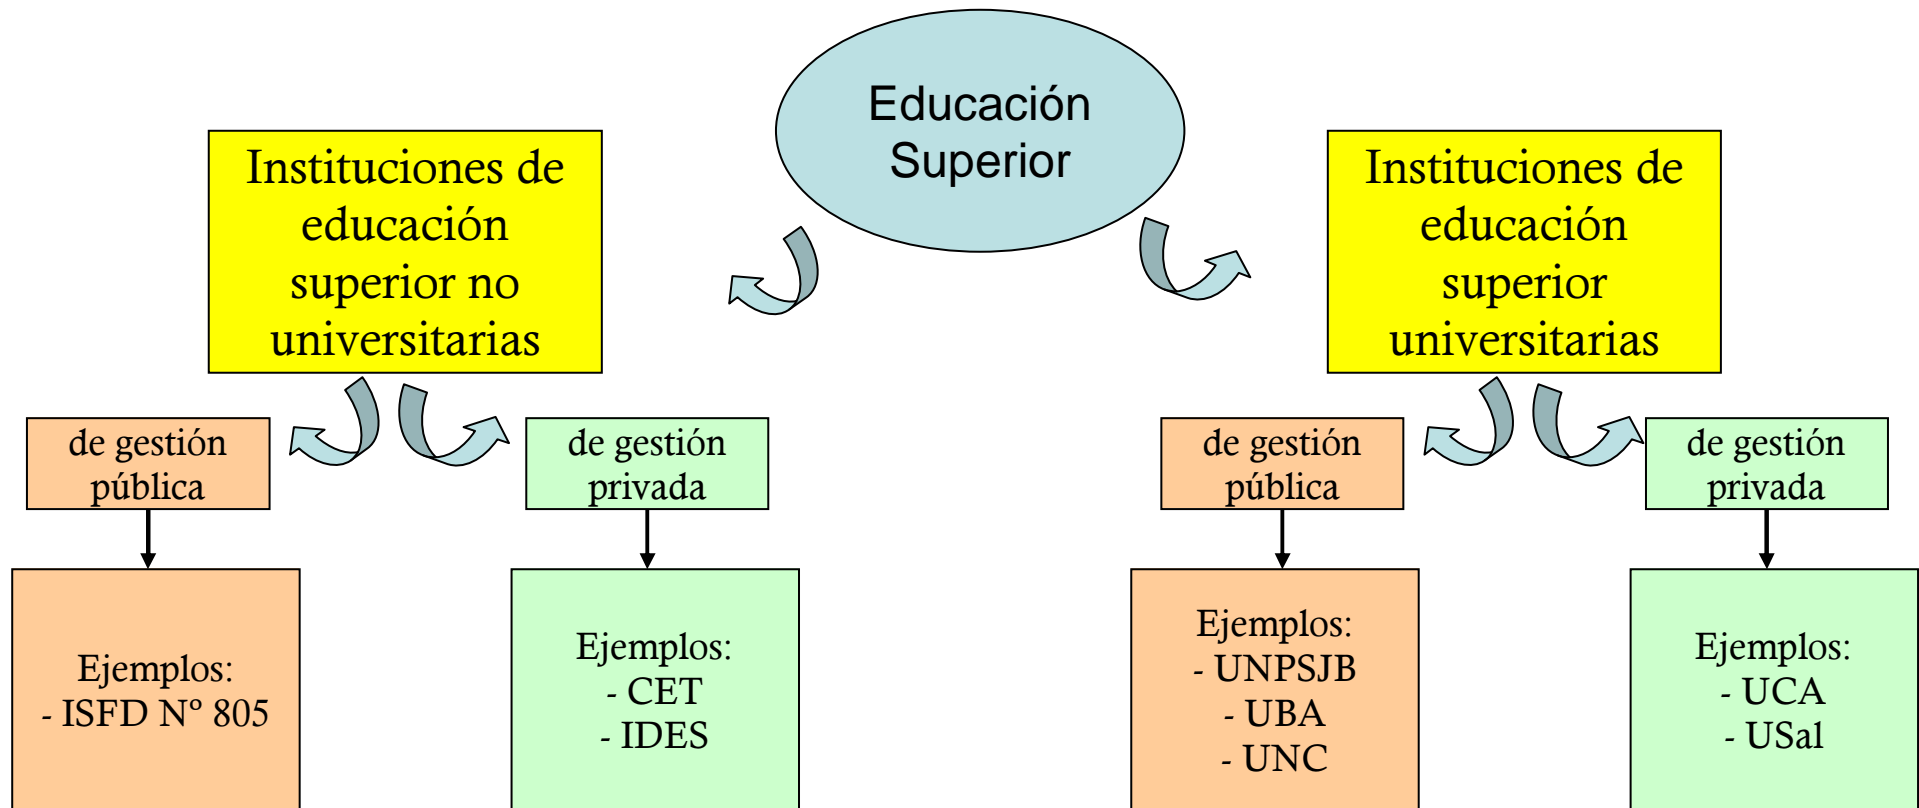 Educación
Superior
Instituciones de
educación
superior no
universitarias
Instituciones de
educación
superior
universitarias
de gestión
pública
de gestión
privada
de gestión
pública
de gestión
privada
Ejemplos:
- ISFD Nº 805
Ejemplos:
- CET
- IDES
Ejemplos:
- UNPSJB
- UBA
- UNC
Ejemplos:
- UCA
- USal